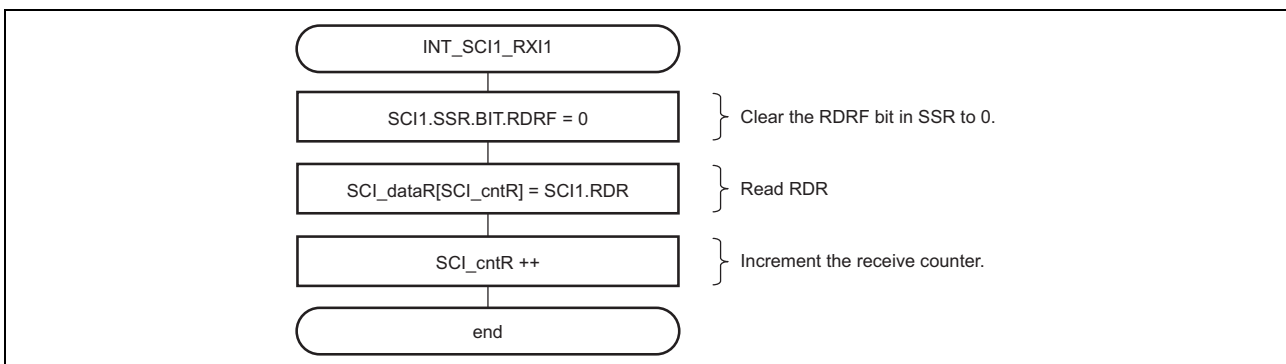 INT_SCI1_RXI1
SCI1.SSR.BIT.RDRF = 0
Clear the RDRF bit in SSR to 0.
SCI_dataR[SCI_cntR] = SCI1.RDR
Read RDR
SCI_cntR ++
Increment the receive counter.
end